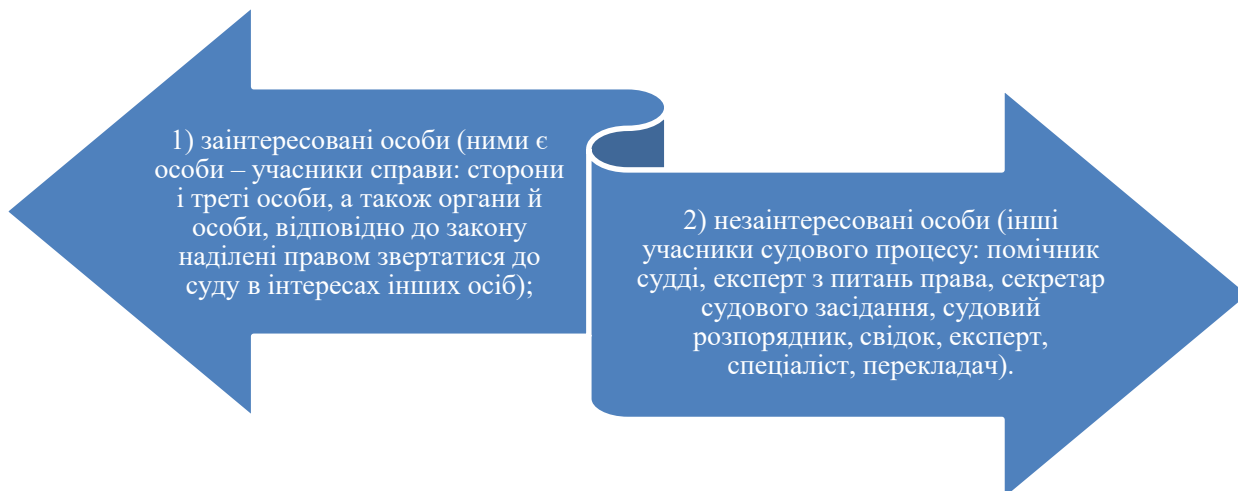 1) заінтересовані особи (ними є
особи – учасники справи: сторони
і треті особи, а також органи й
особи, відповідно до закону
наділені правом звертатися до
суду в інтересах інших осіб);
2) незаінтересовані особи (інші
учасники судового процесу: помічник
судді, експерт з питань права, секретар
судового засідання, судовий
розпорядник, свідок, експерт,
спеціаліст, перекладач).